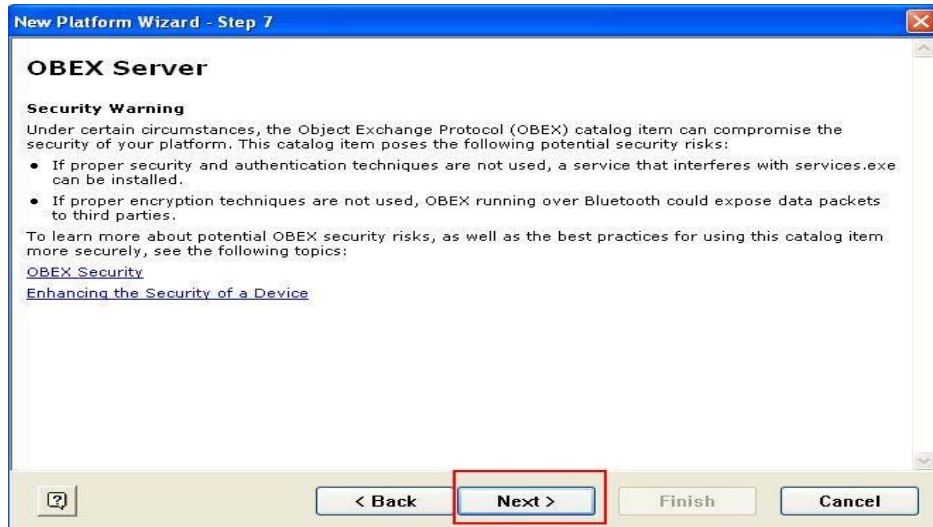 New Platform Wizard - Step 7
OBEX Server
Security Warning
Under certain circumstances, the Object Exchange Protocol (OBEX) catalog item can compromise the
security of your platform. This catalog item poses the following potential security risks:
• If proper security and authentication techniques are not used, a service that interferes with services.exe
can be installed.
• If proper encryption techniques are not used, OBEX running over Bluetooth could expose data packets
to third parties.
To learn more about potential OBEX security risks, as well as the best practices for using this catalog item
more securely, see the following topics:
OBEX Security
Enhancing the Security of a Device
? < Back Next > Finish Cancel